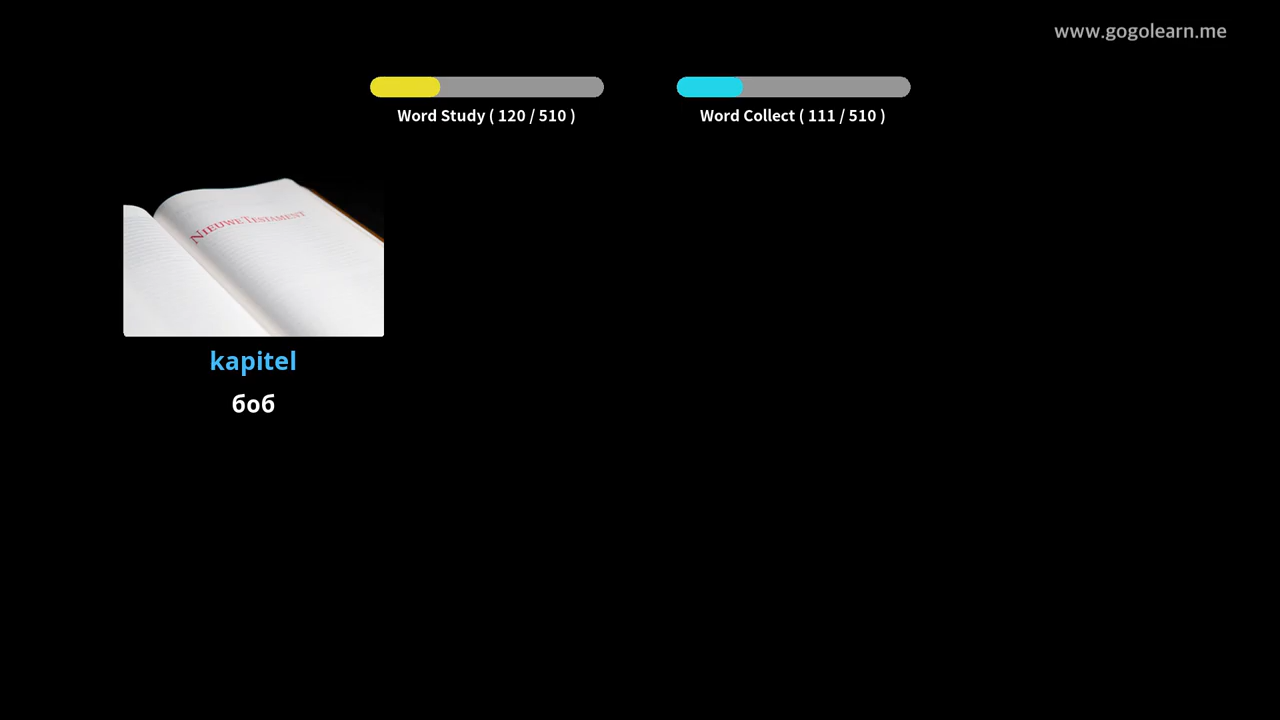 www.gogolearn.me
Word Study ( 120 / 510 )
Word Collect ( 111 / 510 )
NIEUWE TESTAMENT
kapitel
боб